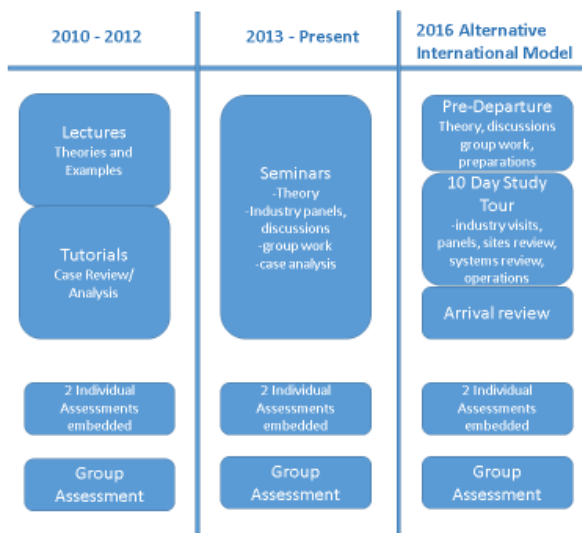 2010 - 2012
Lectures
Theories and
Examples
Tutorials
Case Review/
Analysis
2 Individual
Assessments
embedded
Group
Assessment
2013 - Present
Seminars
-Theory
-Industry panels,
discussions
-group work
-case analysis
2 Individual
Assessments
embedded
Group
Assessment
2016 Alternative
International Model
Pre-Departure
Theory, discussions
group work,
preparations
10 Day Study
Tour
-industry visits,
panels, sites review,
systems review,
operations
Arrival review
2 Individual
Assessments
embedded
Group
Assessment